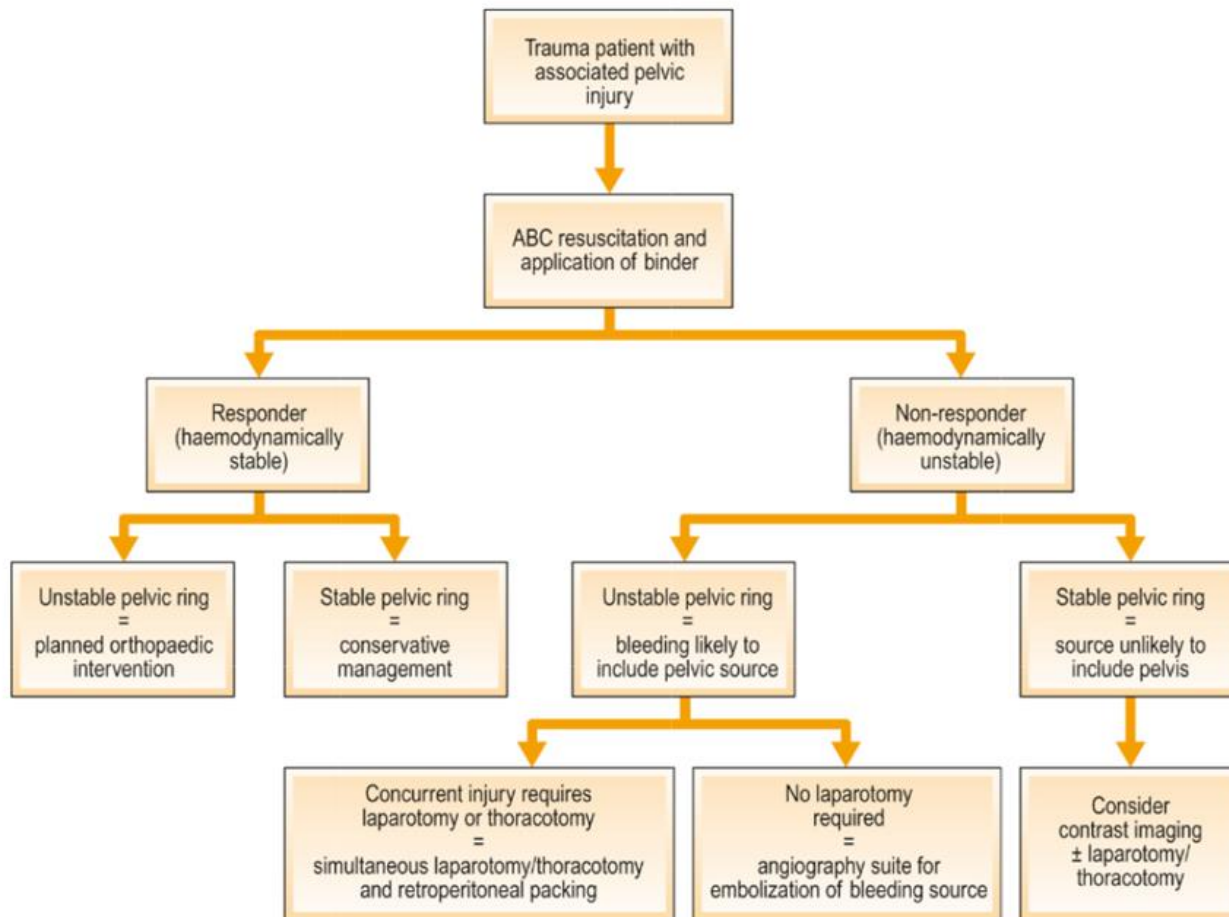 Trauma patient with
associated pelvic
injury
ABC resuscitation and
application of binder
Responder
(haemodynamically
stable)
Non-responder
(haemodynamically
unstable)
Unstable pelvic ring
=
planned orthopaedic
intervention
Stable pelvic ring
=
conservative
management
Unstable pelvic ring
=
bleeding likely to
include pelvic source
Stable pelvic ring
=
source unlikely to
include pelvis
Concurrent injury requires
laparotomy or thoracotomy
=
simultaneous laparotomy/thoracotomy
and retroperitoneal packing
No laparotomy
required
=
angiography suite for
embolization of bleeding source
Consider
contrast imaging
± laparotomy/
thoracotomy